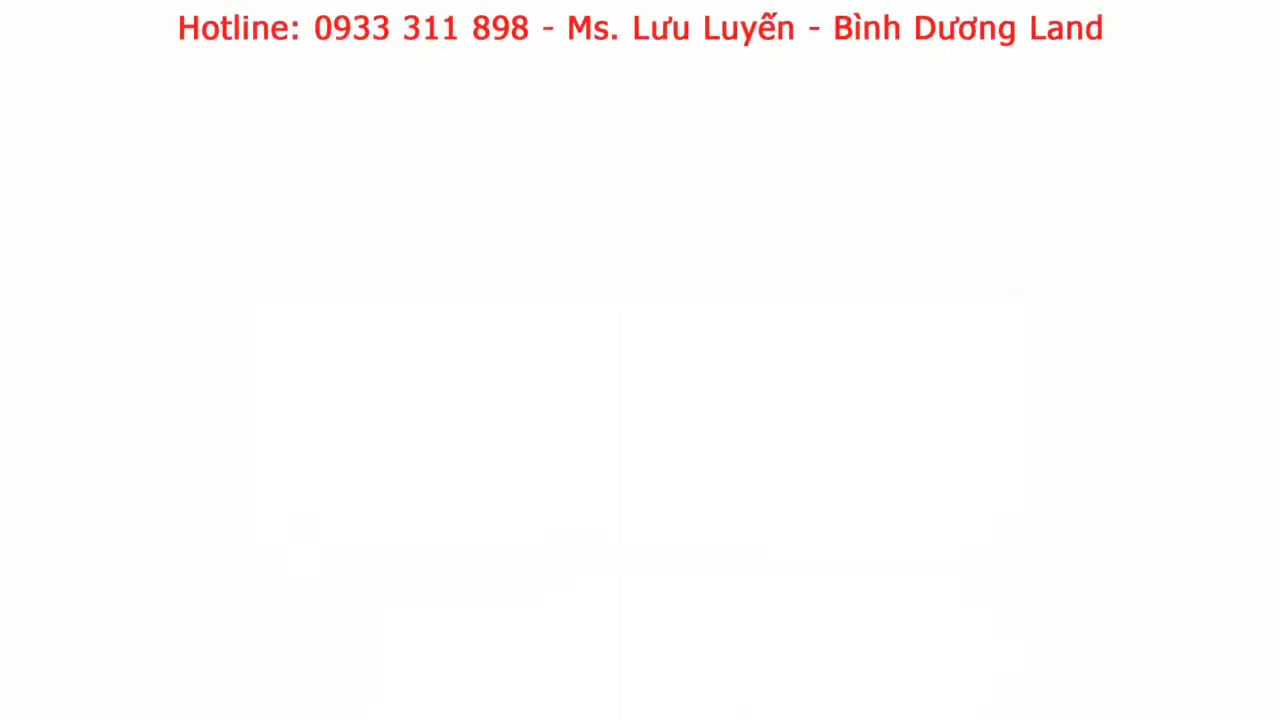 Hotline: 0933 311 898 - Ms. Lưu Luyến - Bình Dương Land